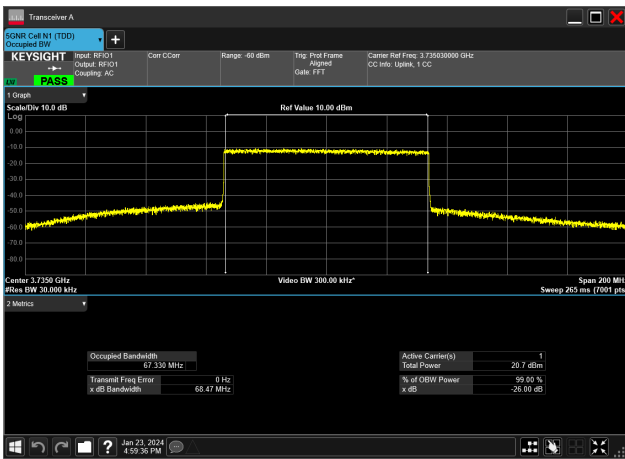 Transceiver A
5GNR Cell N1 (TDD)
Occupied BW
KEYSIGHT
PASS
Input: RFIO1
Output: RFIO1
Coupling: AC
Corr CCorr
Range: -60 dBm
Trig: Prot Frame
Aligned
Gate: FFT
Carrier Ref Freq: 3.735030000 GHz
CC Info: Uplink, 1 CC
1 Graph
Scale/Div 10.0 dB
Ref Value 10.00 dBm
Log
0.00
-10.0
-20.0
-30.0
-40.0
-50.0
-60.0
-70.0
-80.0
Center 3.7350 GHz
Video BW 300.00 kHz*
Span 200 MH
#Res BW 30.000 kHz
Sweep 265 ms (7001 pts
2 Metrics
Occupied Bandwidth
67.330 MHz
Transmit Freq Error 0 Hz
x dB Bandwidth 68.47 MHz
Active Carrier(s) 1
Total Power 20.7 dBm
% of OBW Power 99.00 %
x dB -26.00 dB
?
Jan 23, 2024
4:59:36 PM